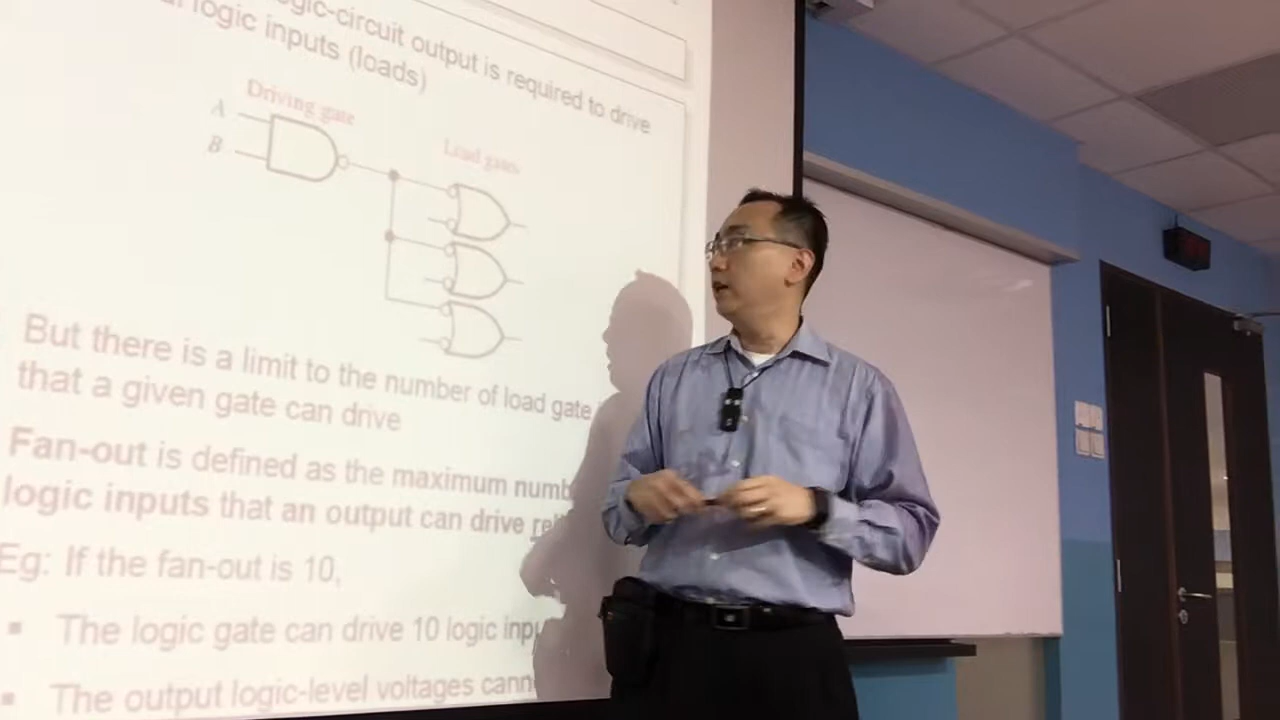 gic-circuit output is required to drive
logic inputs (loads)
Driving gate
A
Load gates
B
But there is a limit to the number of load gate
that a given gate can drive
Fan-out is defined as the maximum numb
logic inputs that an output can drive rel
Eg: If the fan-out is 10,
▪ The logic gate can drive 10 logic inpu
▪ The output logic-level voltages cann